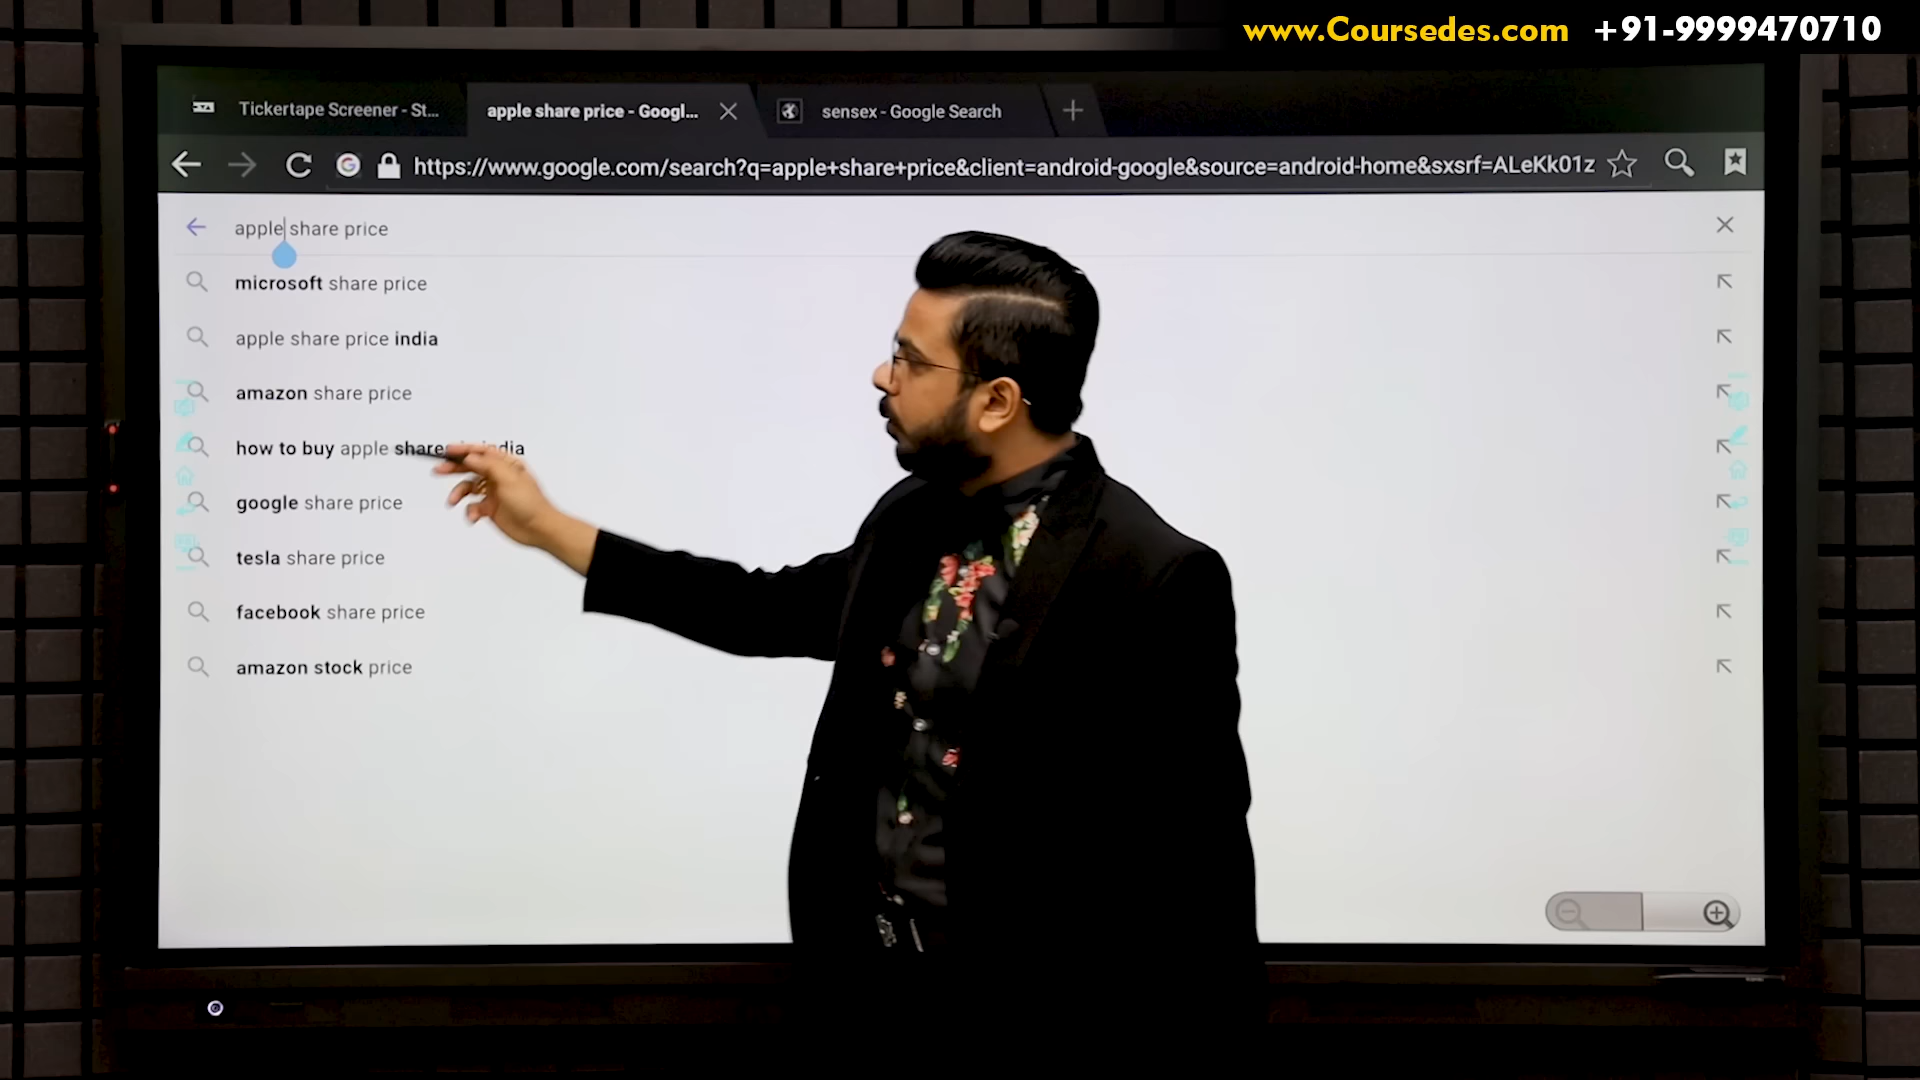 www.Coursedes.com +91-9999470710
Tickertape Screener - St... apple share price - Googl... sensex - Google Search
https://www.google.com/search?q=apple+share+price&client=android-google&source=android-home&sxsrf=ALeKk01z
apple share price
microsoft share price
apple share price india
amazon share price
how to buy apple
google share price
tesla share price
facebook share price
amazon stock price